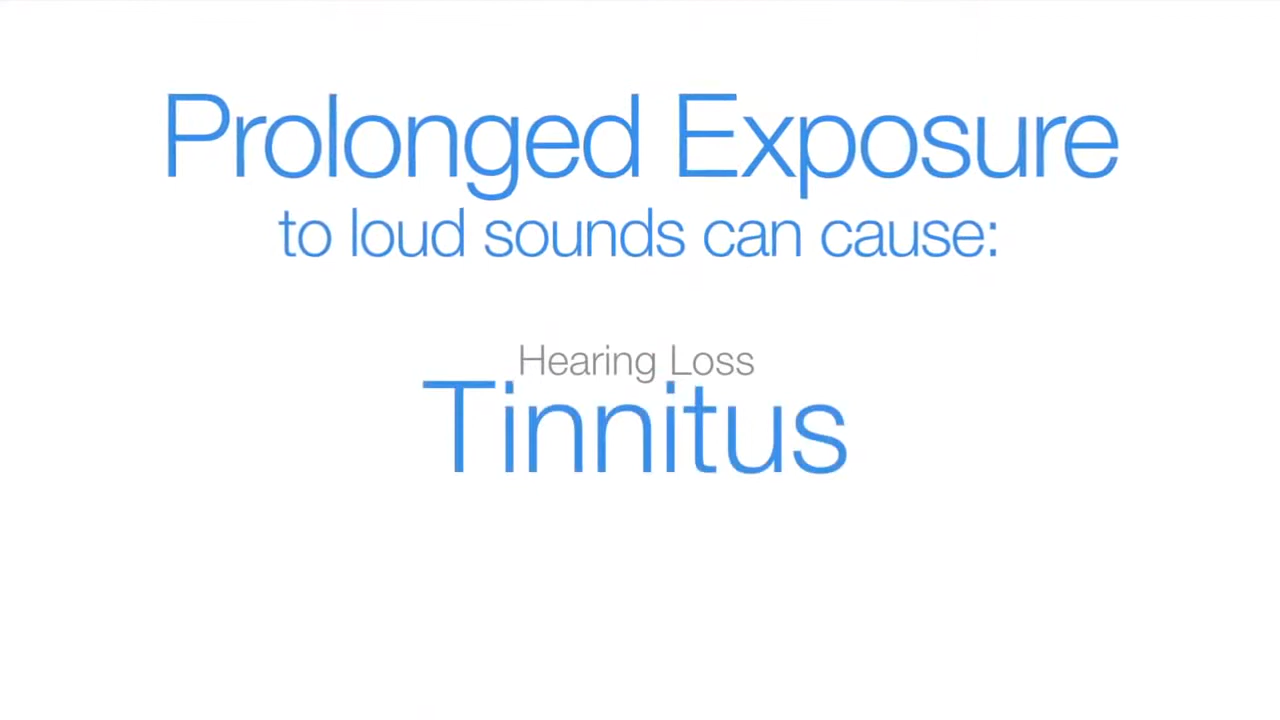 Prolonged Exposure
to loud sounds can cause:
Hearing Loss
Tinnitus